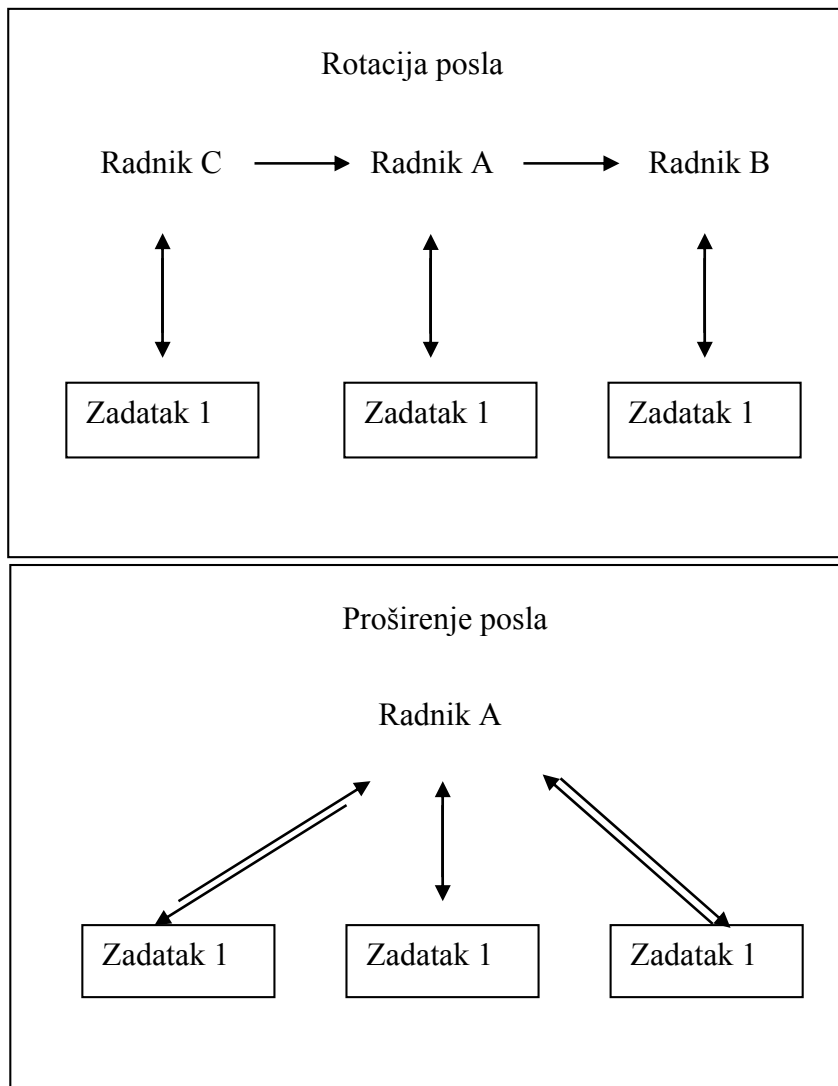 Rotacija posla
Radnik C Radnik A Radnik B
Zadatak 1 Zadatak 1 Zadatak 1
Proširenje posla
Radnik A
Zadatak 1 Zadatak 1 Zadatak 1